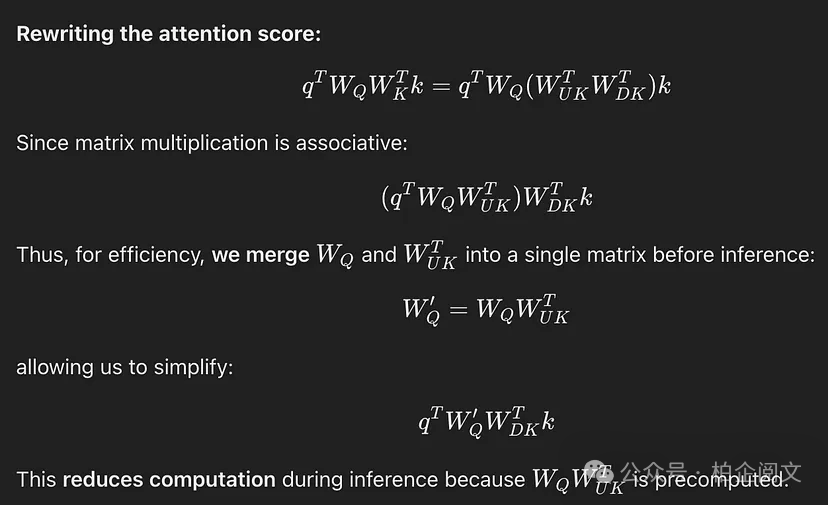 Rewriting the attention score:
$q^T W_Q W_K^T k = q^T W_Q (W_{UK}^T W_{DK}^T) k$
Since matrix multiplication is associative:
$(q^T W_Q W_{UK}^T) W_{DK}^T k$
Thus, for efficiency, we merge $W_Q$ and $W_{UK}^T$ into a single matrix before inference:
$W_Q' = W_Q W_{UK}^T$
allowing us to simplify:
$q^T W_Q' W_{DK}^T k$
This reduces computation during inference because $W_Q W_{UK}^T$ is precomputed.
公众号 · 柏企阅文